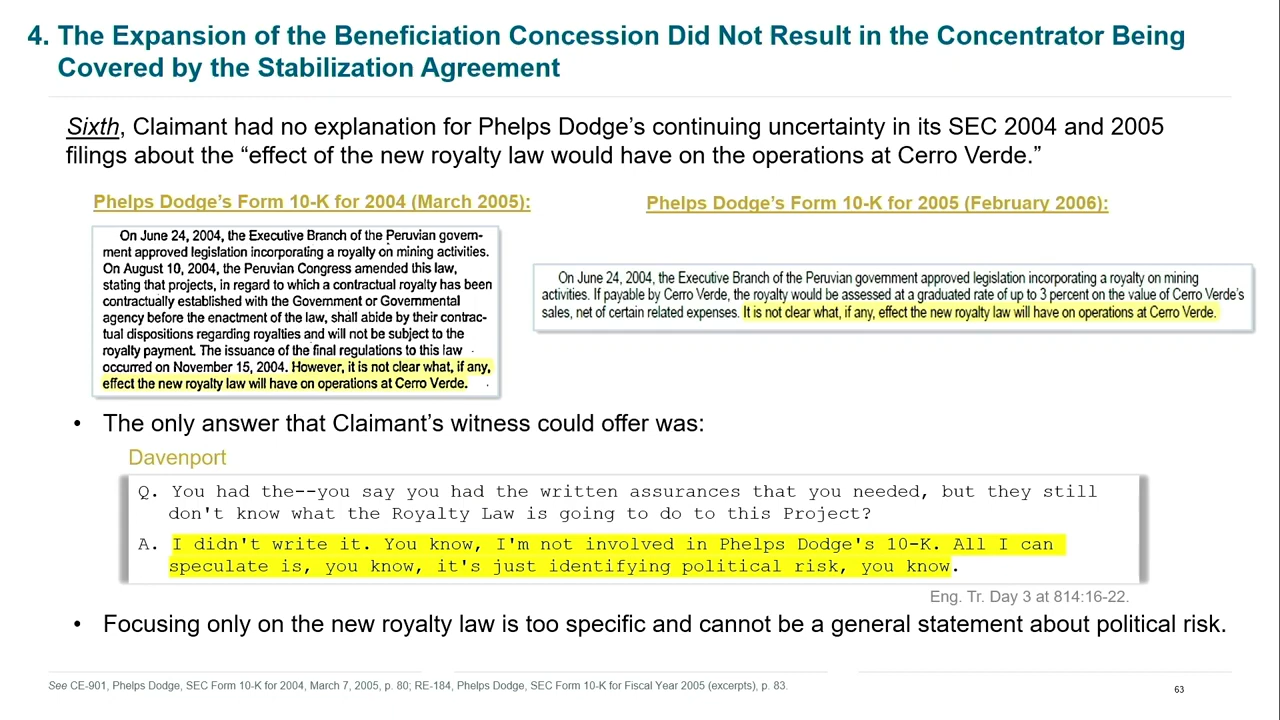 4. The Expansion of the Beneficiation Concession Did Not Result in the Concentrator Being
Covered by the Stabilization Agreement
Sixth, Claimant had no explanation for Phelps Dodge’s continuing uncertainty in its SEC 2004 and 2005
filings about the “effect of the new royalty law would have on the operations at Cerro Verde.”
Phelps Dodge’s Form 10-K for 2004 (March 2005):
On June 24, 2004, the Executive Branch of the Peruvian govern-
ment approved legislation incorporating a royalty on mining activities.
On August 10, 2004, the Peruvian Congress amended this law,
stating that projects, in regard to which a contractual royalty has been
contractually established with the Government or Governmental
agency before the enactment of the law, shall abide by their contrac-
tual dispositions regarding royalties and will not be subject to the
royalty payment. The issuance of the final regulations to this law
occurred on November 15, 2004. However, it is not clear what, if any,
effect the new royalty law will have on operations at Cerro Verde.
Phelps Dodge’s Form 10-K for 2005 (February 2006):
On June 24, 2004, the Executive Branch of the Peruvian government approved legislation incorporating a royalty on mining
activities. If payable by Cerro Verde, the royalty would be assessed at a graduated rate of up to 3 percent on the value of Cerro Verde’s
sales, net of certain related expenses. It is not clear what, if any, effect the new royalty law will have on operations at Cerro Verde.
• The only answer that Claimant’s witness could offer was:
Davenport
Q. You had the--you say you had the written assurances that you needed, but they still
don't know what the Royalty Law is going to do to this Project?
A. I didn't write it. You know, I'm not involved in Phelps Dodge's 10-K. All I can
speculate is, you know, it's just identifying political risk, you know.
Eng. Tr. Day 3 at 814:16-22.
• Focusing only on the new royalty law is too specific and cannot be a general statement about political risk.
See CE-901, Phelps Dodge, SEC Form 10-K for 2004, March 7, 2005, p. 80; RE-184, Phelps Dodge, SEC Form 10-K for Fiscal Year 2005 (excerpts), p. 83.
63